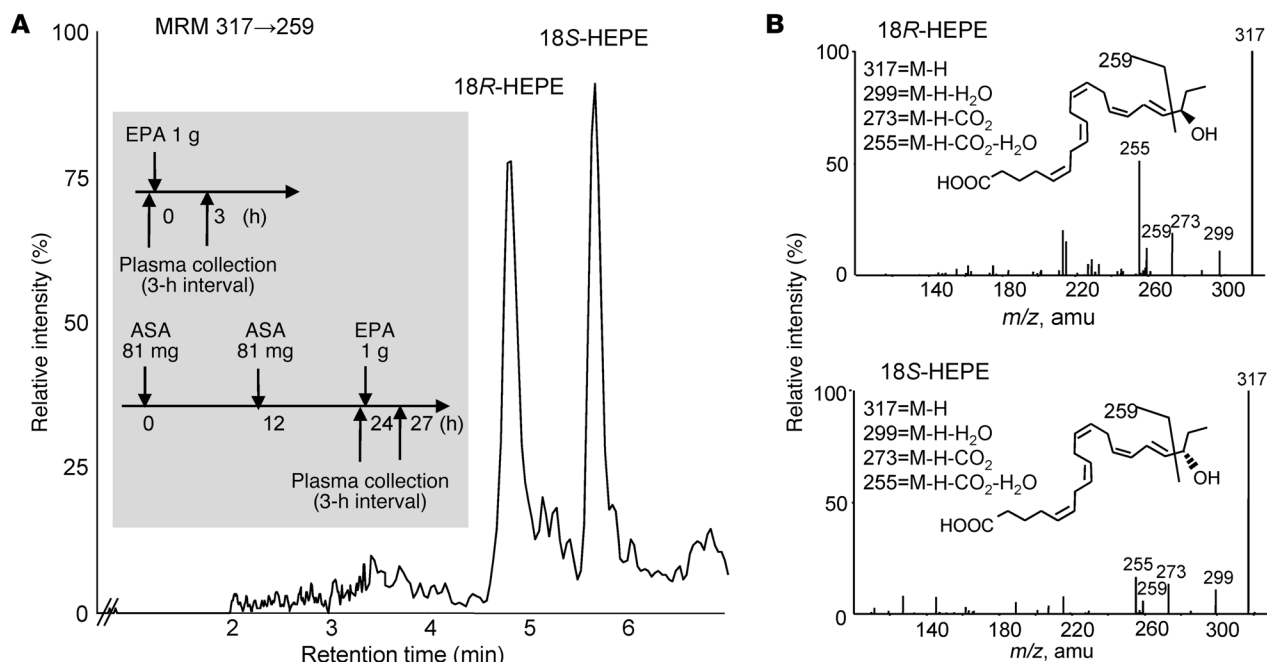 A
MRM 317→259
100
75
50
25
0
Relative intensity (%)
18R-HEPE
18S-HEPE
EPA 1 g
0 3 (h)
Plasma collection
(3-h interval)
ASA
81 mg
ASA
81 mg
EPA
1 g
0 12 24 27 (h)
Plasma collection
(3-h interval)
2 3 4 5 6
Retention time (min)
B
18R-HEPE
317=M-H
299=M-H-H₂O
273=M-H-CO₂
255=M-H-CO₂-H₂O
259
OH
HOOC
100
50
0
255
259
273
299
317
140 220 260 300
m/z, amu
Relative intensity (%)
18S-HEPE
317=M-H
299=M-H-H₂O
273=M-H-CO₂
255=M-H-CO₂-H₂O
259
OH
HOOC
100
50
0
255
259
273
299
317
140 220 260 300
m/z, amu